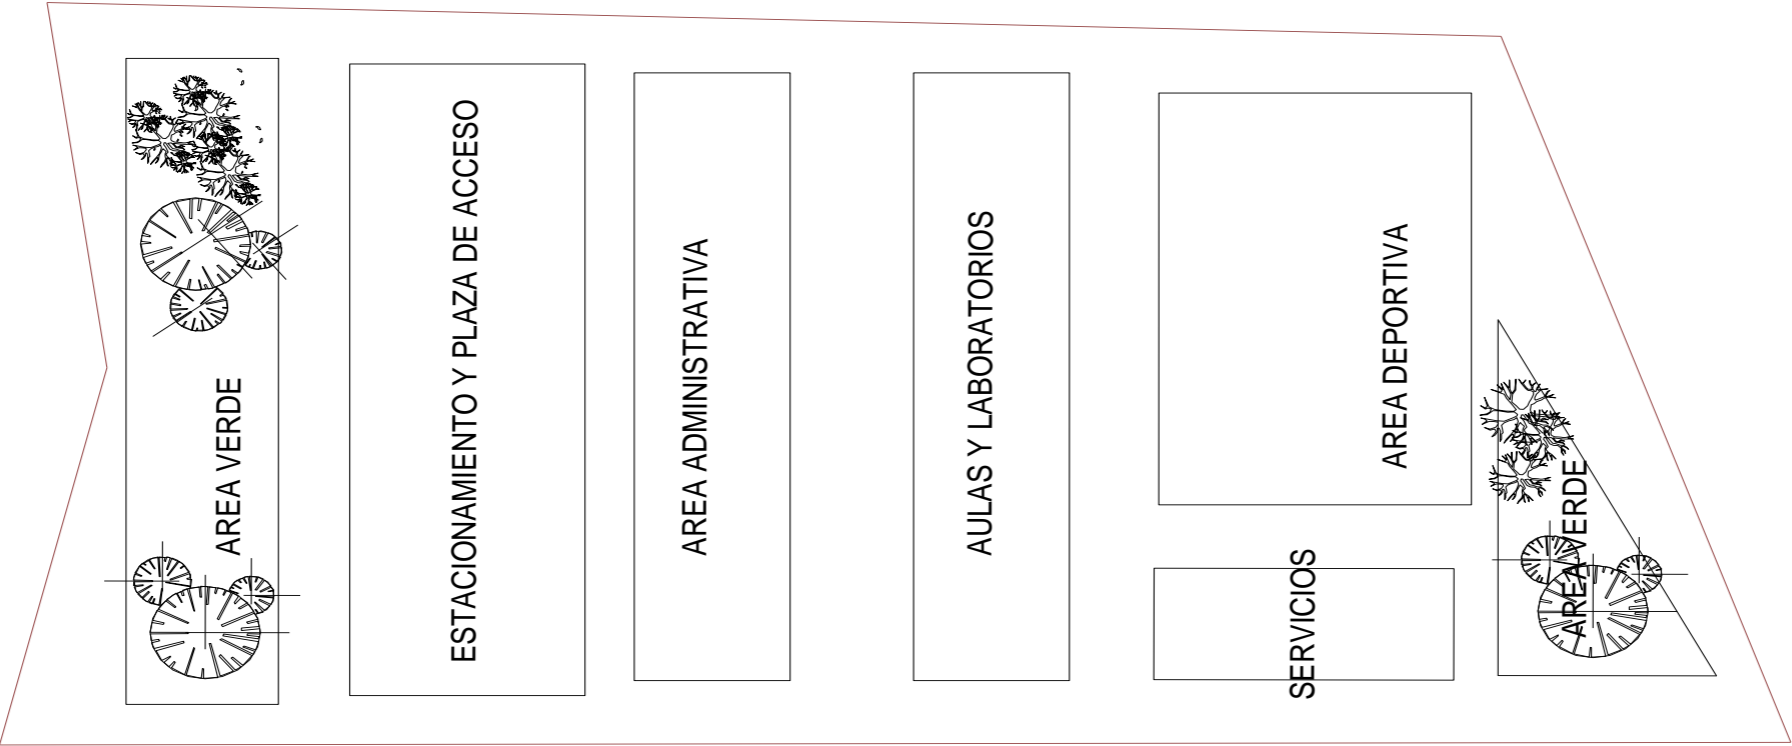 AREA VERDE
ESTACIONAMIENTO Y PLAZA DE ACCESO
AREA ADMINISTRATIVA
AULAS Y LABORATORIOS
AREA DEPORTIVA
SERVICIOS
AREA VERDE